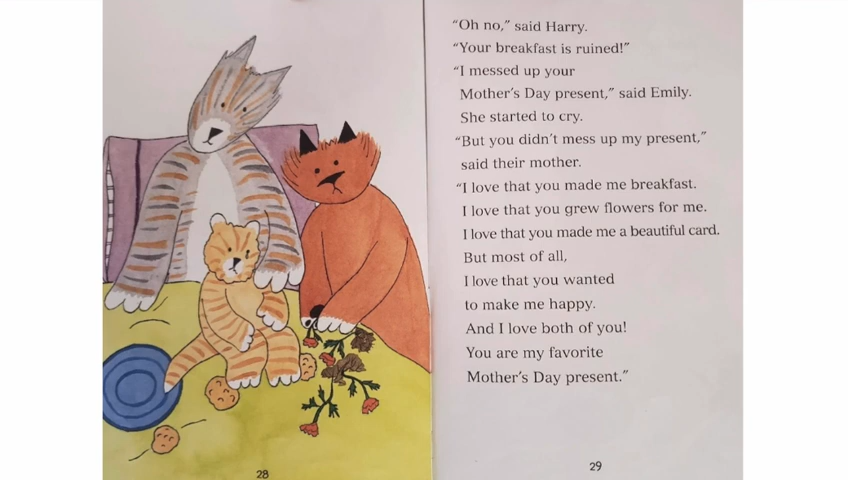 "Oh no," said Harry.
"Your breakfast is ruined!"
"I messed up your
Mother's Day present," said Emily.
She started to cry.
"But you didn't mess up my present,"
said their mother.
"I love that you made me breakfast.
I love that you grew flowers for me.
I love that you made me a beautiful card.
But most of all,
I love that you wanted
to make me happy.
And I love both of you!
You are my favorite
Mother's Day present."
28
29